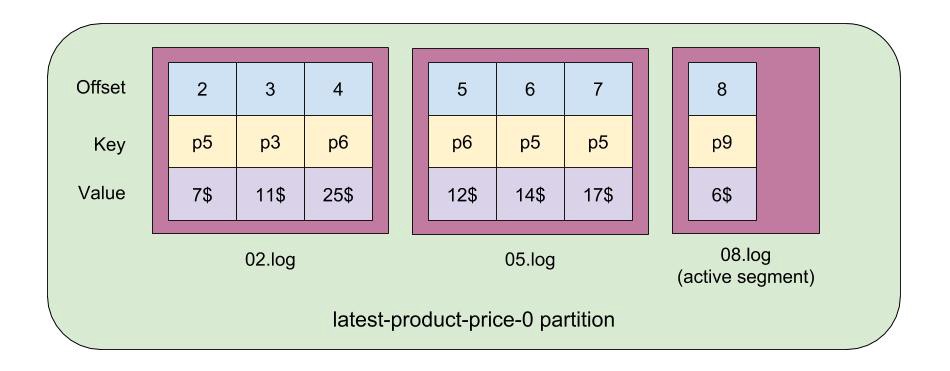 Offset 2 3 4 5 6 7 8
Key p5 p3 p6 p6 p5 p5 p9
Value 7$ 11$ 25$ 12$ 14$ 17$ 6$
02.log 05.log 08.log
(active segment)
latest-product-price-0 partition